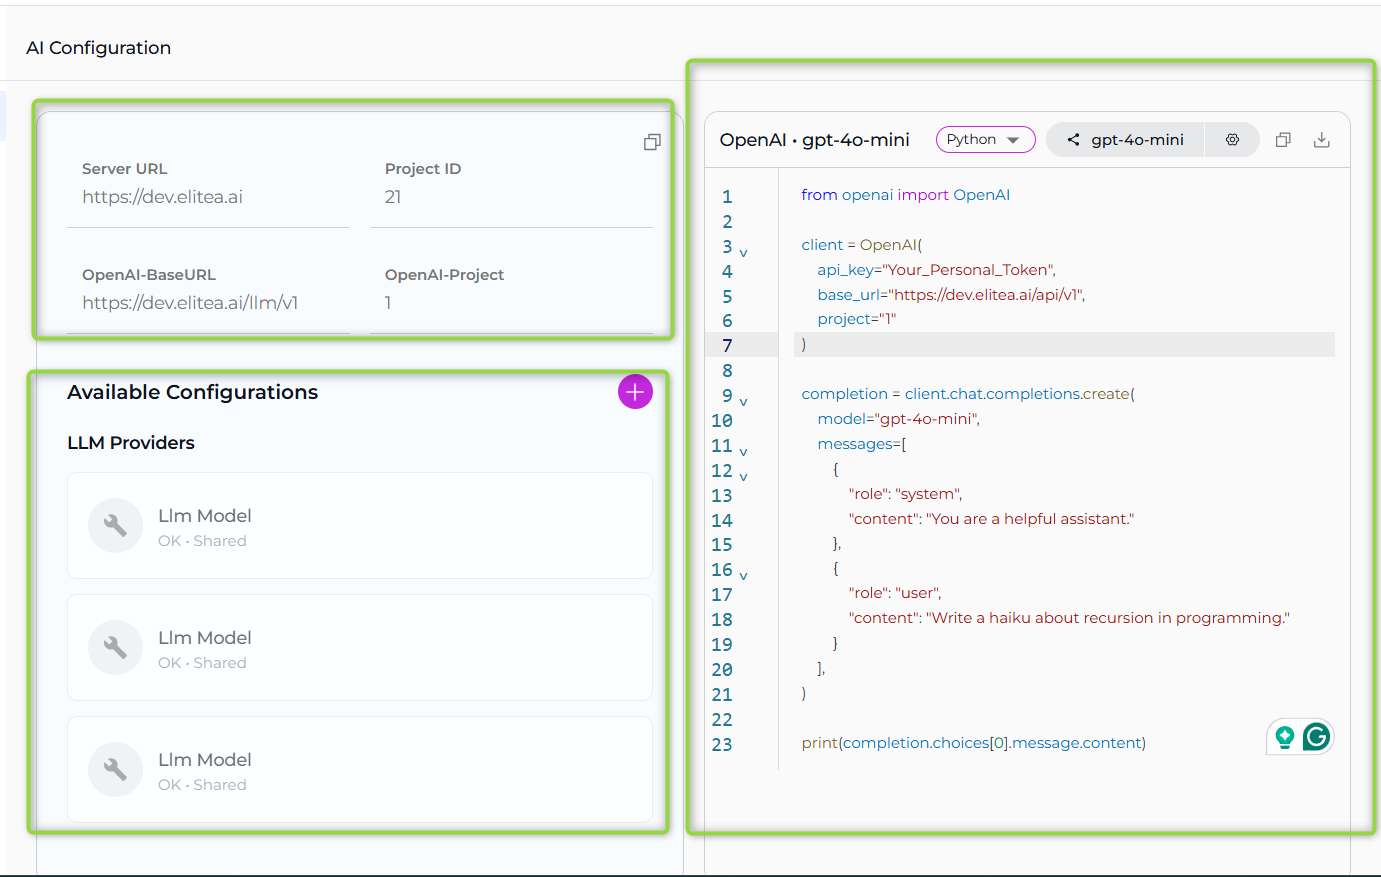 AI Configuration
Server URL
https://dev.elitea.ai
Project ID
21
OpenAI-BaseURL
https://dev.elitea.ai/llm/v1
OpenAI-Project
1
Available Configurations
LLM Providers
Llm Model
OK • Shared
Llm Model
OK • Shared
Llm Model
OK • Shared
OpenAI • gpt-4o-mini
Python
gpt-4o-mini
1 from openai import OpenAI
2
3 client = OpenAI(
4 api_key="Your_Personal_Token",
5 base_url="https://dev.elitea.ai/api/v1",
6 project="1"
7 )
8
9 completion = client.chat.completions.create(
10 model="gpt-4o-mini",
11 messages=[
12 {
13 "role": "system",
14 "content": "You are a helpful assistant."
15 },
16 {
17 "role": "user",
18 "content": "Write a haiku about recursion in programming."
19 }
20 ],
21 )
22
23 print(completion.choices[0].message.content)